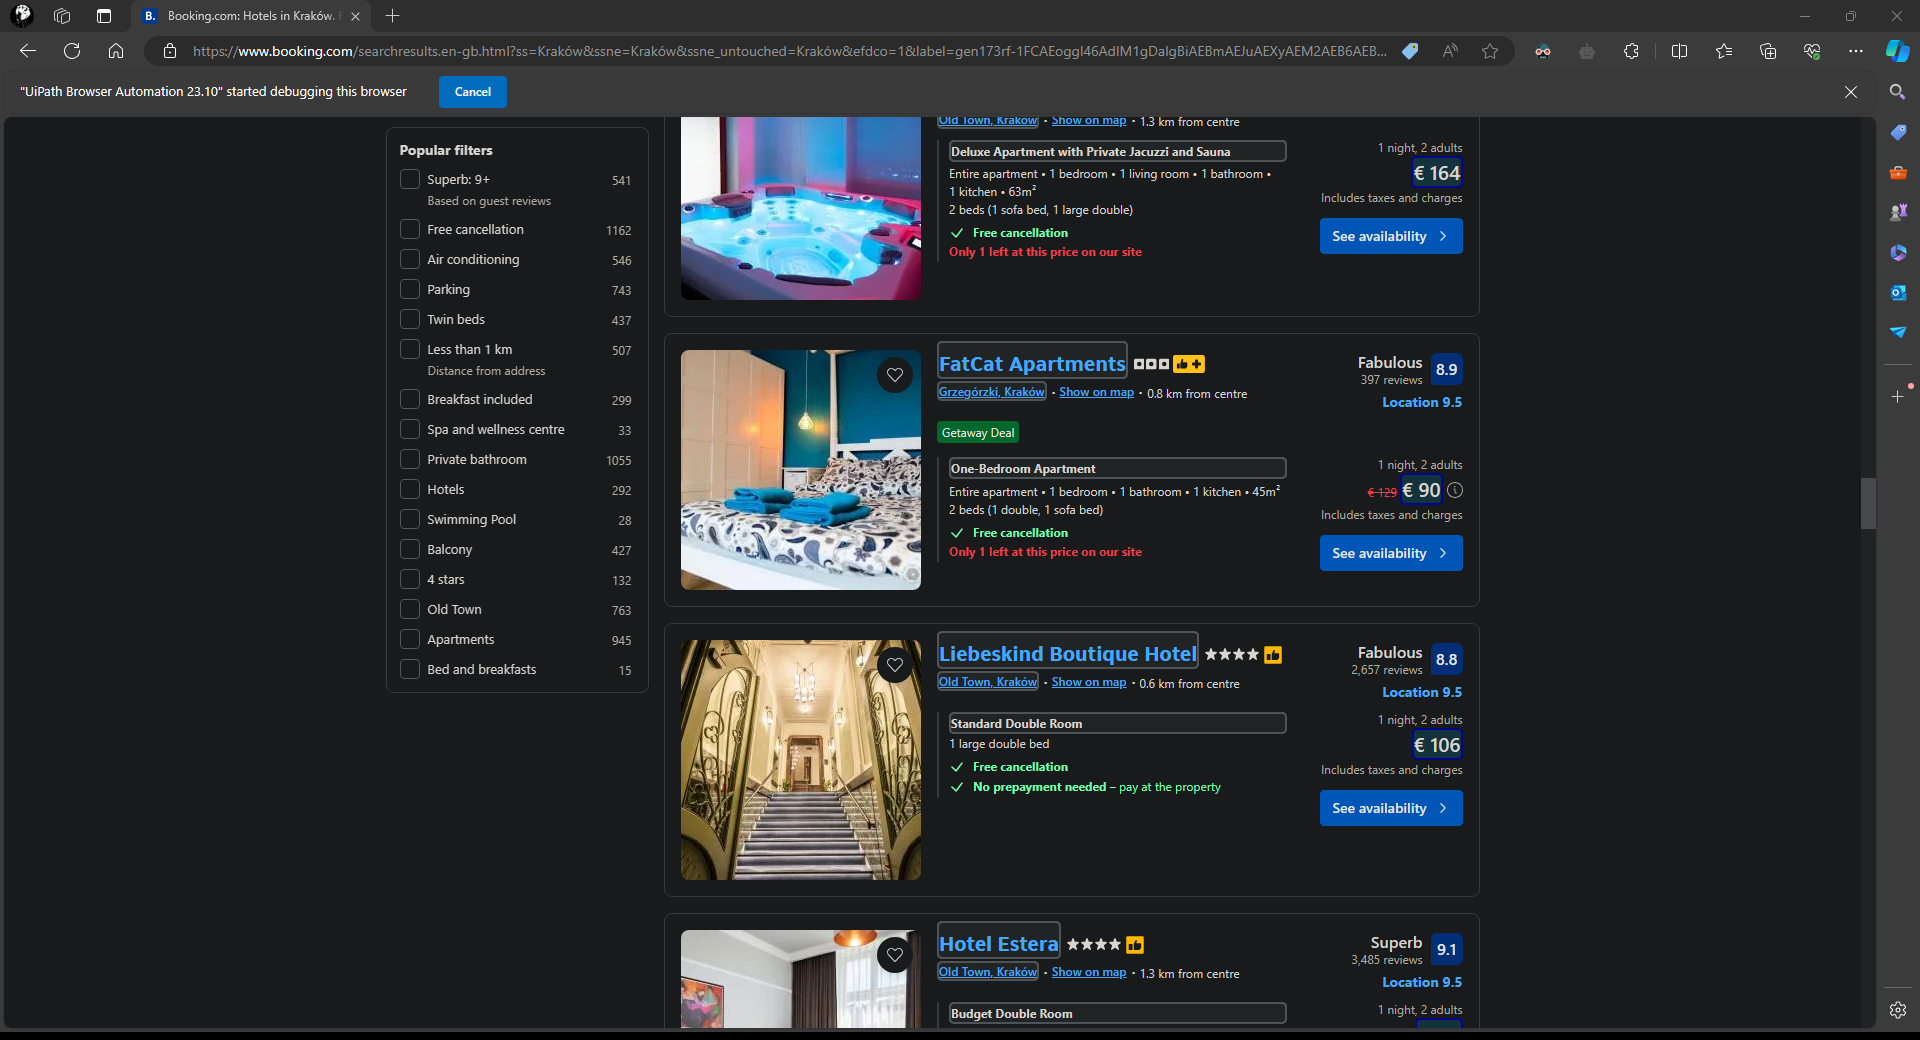 Booking.com: Hotels in Kraków.
https://www.booking.com/searchresults.en-gb.html?ss=Kraków&ssne=Kraków&ssne_untouched=Kraków&efdco=1&label=gen173rf-1FCAEoggI46AdIM1gDalgBiAEBmAEJuAEXyAEM2AEB6AEB...
"UiPath Browser Automation 23.10" started debugging this browser
Cancel
Popular filters
Superb: 9+ 541
Based on guest reviews
Free cancellation 1162
Air conditioning 546
Parking 743
Twin beds 437
Less than 1 km 507
Distance from address
Breakfast included 299
Spa and wellness centre 33
Private bathroom 1055
Hotels 292
Swimming Pool 28
Balcony 427
4 stars 132
Old Town 763
Apartments 945
Bed and breakfasts 15
Old Town, Kraków • Show on map • 1.3 km from centre
Deluxe Apartment with Private Jacuzzi and Sauna
Entire apartment • 1 bedroom • 1 living room • 1 bathroom •
1 kitchen • 63m²
2 beds (1 sofa bed, 1 large double)
Free cancellation
Only 1 left at this price on our site
1 night, 2 adults
€ 164
Includes taxes and charges
See availability
FatCat Apartments
Grzegórzki, Kraków • Show on map • 0.8 km from centre
Getaway Deal
One-Bedroom Apartment
Entire apartment • 1 bedroom • 1 bathroom • 1 kitchen • 45m²
2 beds (1 double, 1 sofa bed)
Free cancellation
Only 1 left at this price on our site
Fabulous 8.9
397 reviews
Location 9.5
1 night, 2 adults
€ 129 € 90
Includes taxes and charges
See availability
Liebeskind Boutique Hotel
Old Town, Kraków • Show on map • 0.6 km from centre
Standard Double Room
1 large double bed
Free cancellation
No prepayment needed – pay at the property
Fabulous 8.8
2,657 reviews
Location 9.5
1 night, 2 adults
€ 106
Includes taxes and charges
See availability
Hotel Estera
Old Town, Kraków • Show on map • 1.3 km from centre
Budget Double Room
Superb 9.1
3,485 reviews
Location 9.5
1 night, 2 adults